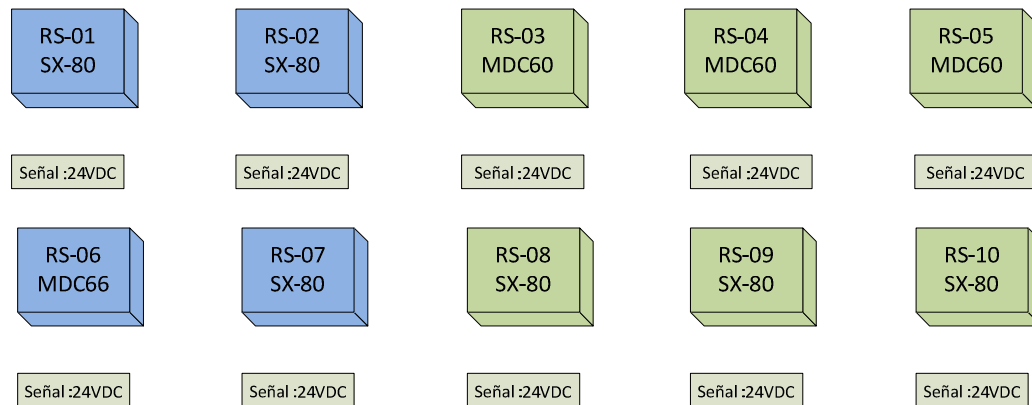 RS-01
SX-80
RS-02
SX-80
RS-03
MDC60
RS-04
MDC60
RS-05
MDC60
Señal :24VDC
Señal :24VDC
Señal :24VDC
Señal :24VDC
Señal :24VDC
RS-06
MDC66
RS-07
SX-80
RS-08
SX-80
RS-09
SX-80
RS-10
SX-80
Señal :24VDC
Señal :24VDC
Señal :24VDC
Señal :24VDC
Señal :24VDC